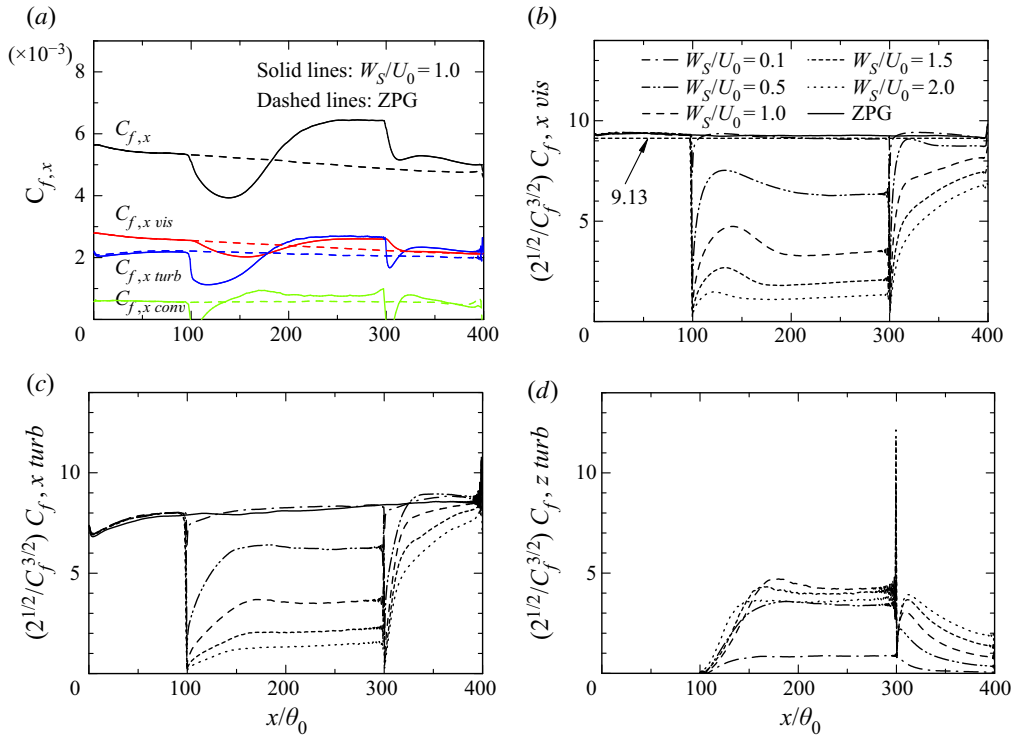 (a)
(×10⁻³)
8
6
4
2
0
100
200
300
400
C_{f,x}
Solid lines: W_S/U_0 = 1.0
Dashed lines: ZPG
C_{f,x}
C_{f,x vis}
C_{f,x turb}
C_{f,x conv}
(b)
10
5
0
100
200
300
400
(2^{1/2}/C_f^{3/2}) C_f, x vis
W_S/U_0 = 0.1
W_S/U_0 = 0.5
W_S/U_0 = 1.0
W_S/U_0 = 1.5
W_S/U_0 = 2.0
ZPG
9.13
(c)
10
5
0
100
200
300
400
(2^{1/2}/C_f^{3/2}) C_f, x turb
x/θ_0
(d)
10
5
0
100
200
300
400
(2^{1/2}/C_f^{3/2}) C_f, z turb
x/θ_0